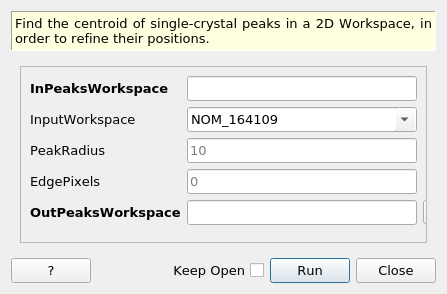 Find the centroid of single-crystal peaks in a 2D Workspace, in
order to refine their positions.
InPeaksWorkspace
InputWorkspace NOM_164109
PeakRadius 10
EdgePixels 0
OutPeaksWorkspace
? Keep Open Run Close